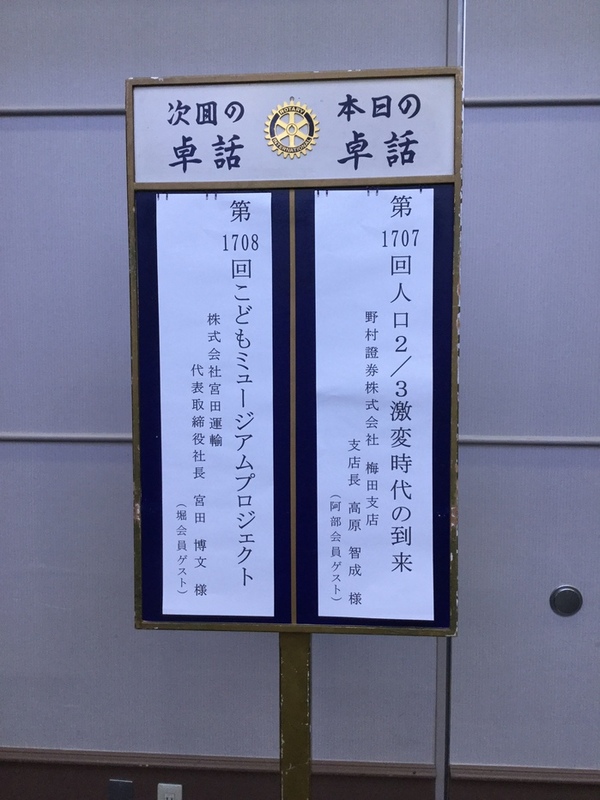 本日の
卓話
第1707回人口2/3激変時代の到来
野村證券株式会社 梅田支店
支店長 高原 智成 様
(阿部会員ゲスト)
ROTARY
INTERNATIONAL
次回の
卓話
第1708回こどもミュージアムプロジェクト
株式会社宮田運輸
代表取締役社長 宮田 博文 様
(堀会員ゲスト)